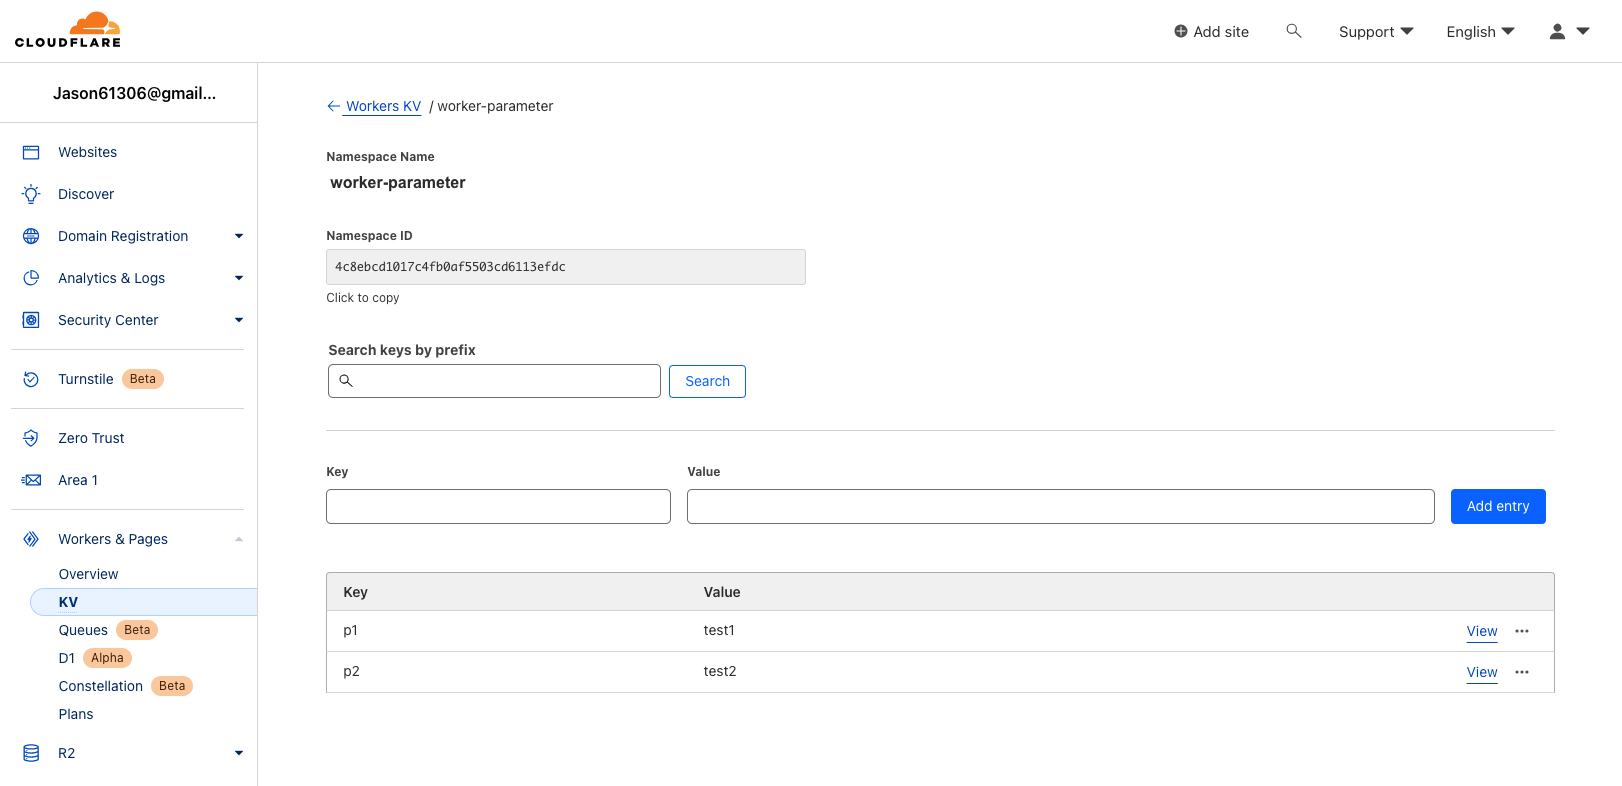 CLOUDFLARE
Add site
Support
English
Jason61306@gmail...
Websites
Discover
Domain Registration
Analytics & Logs
Security Center
Turnstile Beta
Zero Trust
Area 1
Workers & Pages
Overview
KV
Queues Beta
D1 Alpha
Constellation Beta
Plans
R2
← Workers KV / worker-parameter
Namespace Name
worker-parameter
Namespace ID
4c8ebcd1017c4fb0af5503cd6113efdc
Click to copy
Search keys by prefix
Search
Key Value
Add entry
Key Value
p1 test1 View ...
p2 test2 View ...